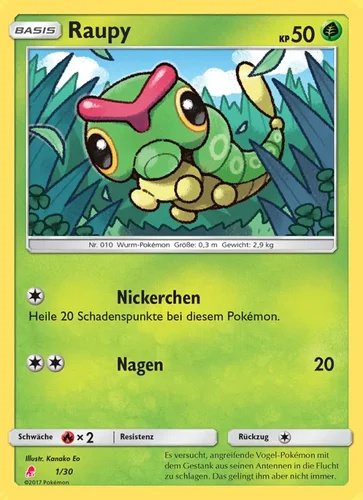 BASIS Raupy KP 50
Nr. 010 Wurm-Pokémon Größe: 0,3 m Gewicht: 2,9 kg
Nickerchen
Heile 20 Schadenspunkte bei diesem Pokémon.
Nagen 20
Schwäche ×2 Resistenz Rückzug
Illustr. Kanako Eo
1/30
©2017 Pokémon
Es versucht, angreifende Vogel-Pokémon mit
dem Gestank aus seinen Antennen in die Flucht
zu schlagen. Das gelingt ihm aber nicht immer.